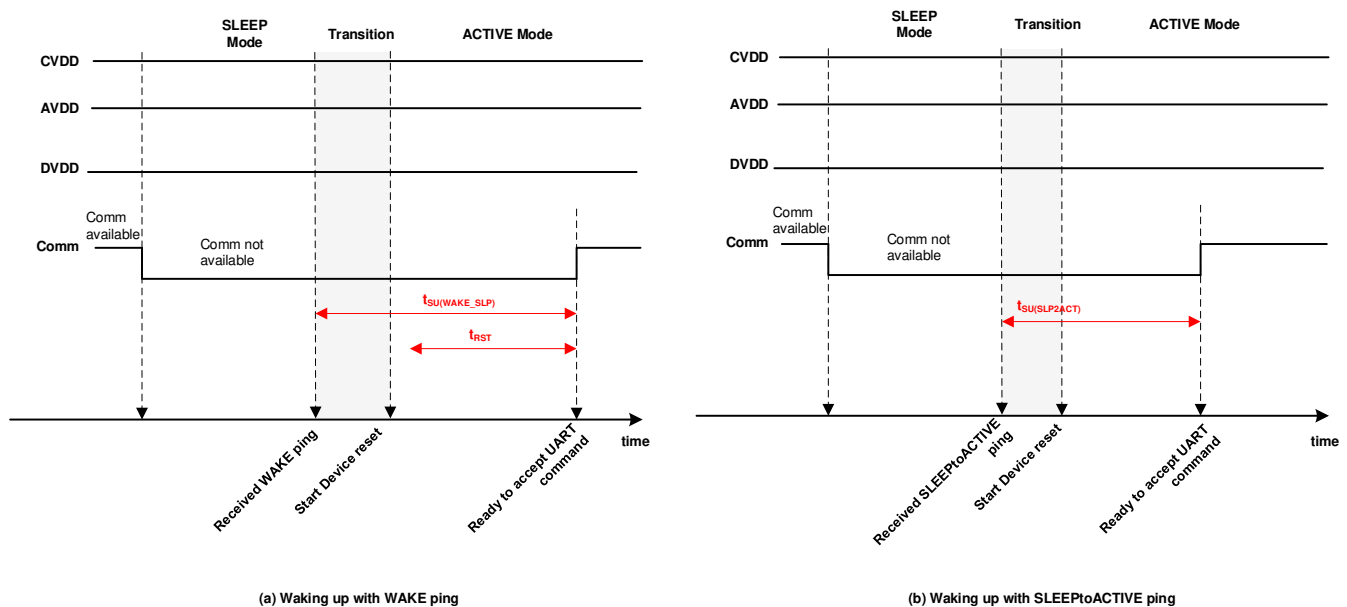 SLEEP
Mode
Transition
ACTIVE Mode
CVDD
AVDD
DVDD
Comm
available
Comm
Comm not
available
tSU(WAKE_SLP)
tRST
time
Received WAKE ping
Start Device reset
Ready to accept UART
command
(a) Waking up with WAKE ping
SLEEP
Mode
Transition
ACTIVE Mode
CVDD
AVDD
DVDD
Comm
available
Comm
Comm not
available
tSU(SLP2ACT)
time
Received SLEEPtoACTIVE
ping
Start Device reset
Ready to accept UART
command
(b) Waking up with SLEEPtoACTIVE ping